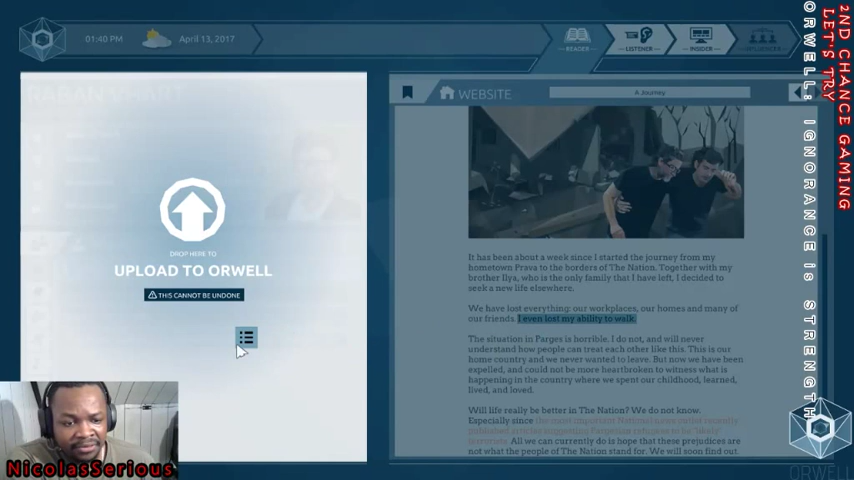 01:40 PM
April 13, 2017
READER
LISTENER
INSIDER
INFLUENCER
DROP HERE TO
UPLOAD TO ORWELL
THIS CANNOT BE UNDONE
WEBSITE
A Journey
It has been about a week since I started the journey from my
hometown Prava to the borders of The Nation. Together with my
brother Ilya, who is the only family that I have left, I decided to
seek a new life elsewhere.
We have lost everything: our workplaces, our homes and many of
our friends. I even lost my ability to walk.
The situation in Parges is horrible. I do not, and will never
understand how people can treat each other like this. This is our
home country and we never wanted to leave. But now we have been
expelled, and could not be more heartbroken to witness what is
happening in the country where we spent our childhood, learned,
lived, and loved.
Will life really be better in The Nation? We do not know.
Especially since the most important National news outlet recently
All we can currently do is hope that these prejudices are
not what the people of The Nation stand for. We will soon find out.
NicolasSerious
ORWELL
2ND CHANCE GAMING
LET'S TRY
ORWELL: IGNORANCE is STRENGTH